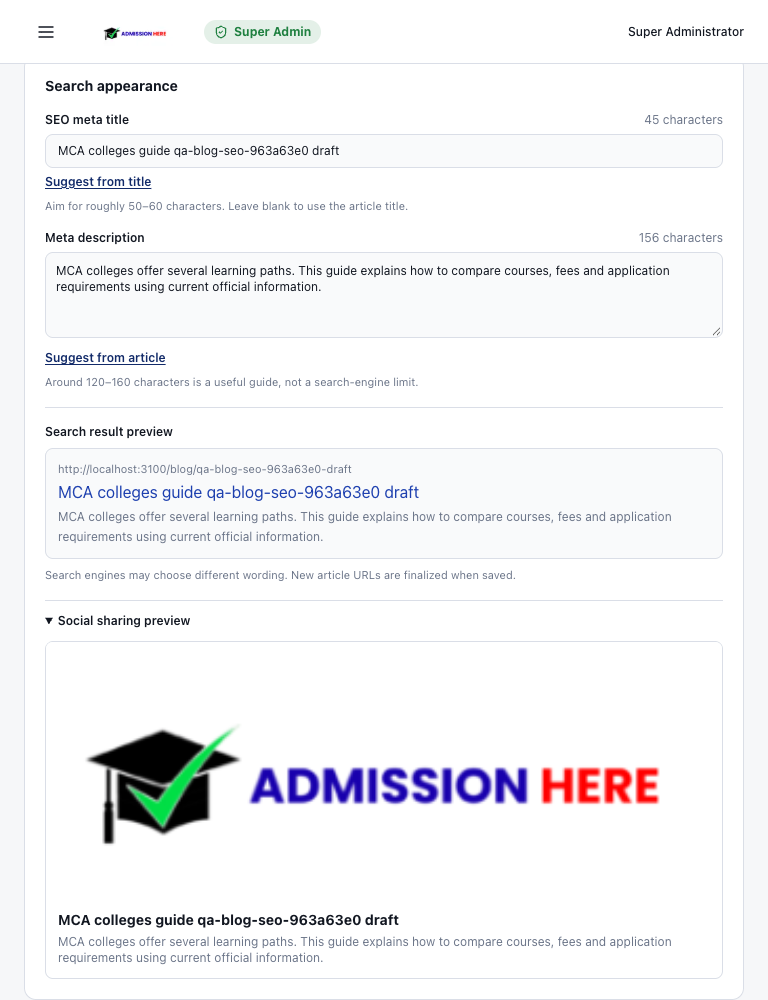 ADMISSION HERE
Super Admin
Super Administrator
Search appearance
SEO meta title
45 characters
MCA colleges guide qa-blog-seo-963a63e0 draft
Suggest from title
Aim for roughly 50–60 characters. Leave blank to use the article title.
Meta description
156 characters
MCA colleges offer several learning paths. This guide explains how to compare courses, fees and application
requirements using current official information.
Suggest from article
Around 120–160 characters is a useful guide, not a search-engine limit.
Search result preview
http://localhost:3100/blog/qa-blog-seo-963a63e0-draft
MCA colleges guide qa-blog-seo-963a63e0 draft
MCA colleges offer several learning paths. This guide explains how to compare courses, fees and application
requirements using current official information.
Search engines may choose different wording. New article URLs are finalized when saved.
Social sharing preview
ADMISSION HERE
MCA colleges guide qa-blog-seo-963a63e0 draft
MCA colleges offer several learning paths. This guide explains how to compare courses, fees and application
requirements using current official information.